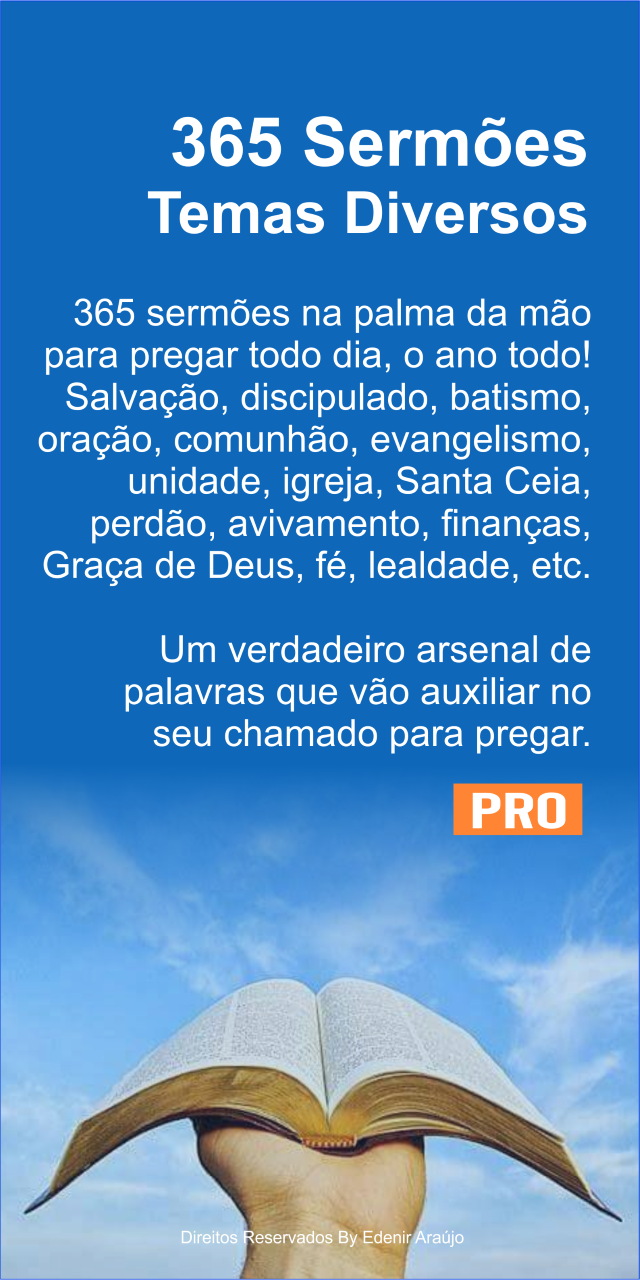 365 Sermões
Temas Diversos
365 sermões na palma da mão
para pregar todo dia, o ano todo!
Salvação, discipulado, batismo,
oração, comunhão, evangelismo,
unidade, igreja, Santa Ceia,
perdão, avivamento, finanças,
Graça de Deus, fé, lealdade, etc.
Um verdadeiro arsenal de
palavras que vão auxiliar no
seu chamado para pregar.
PRO
Direitos Reservados By Edenir Araújo